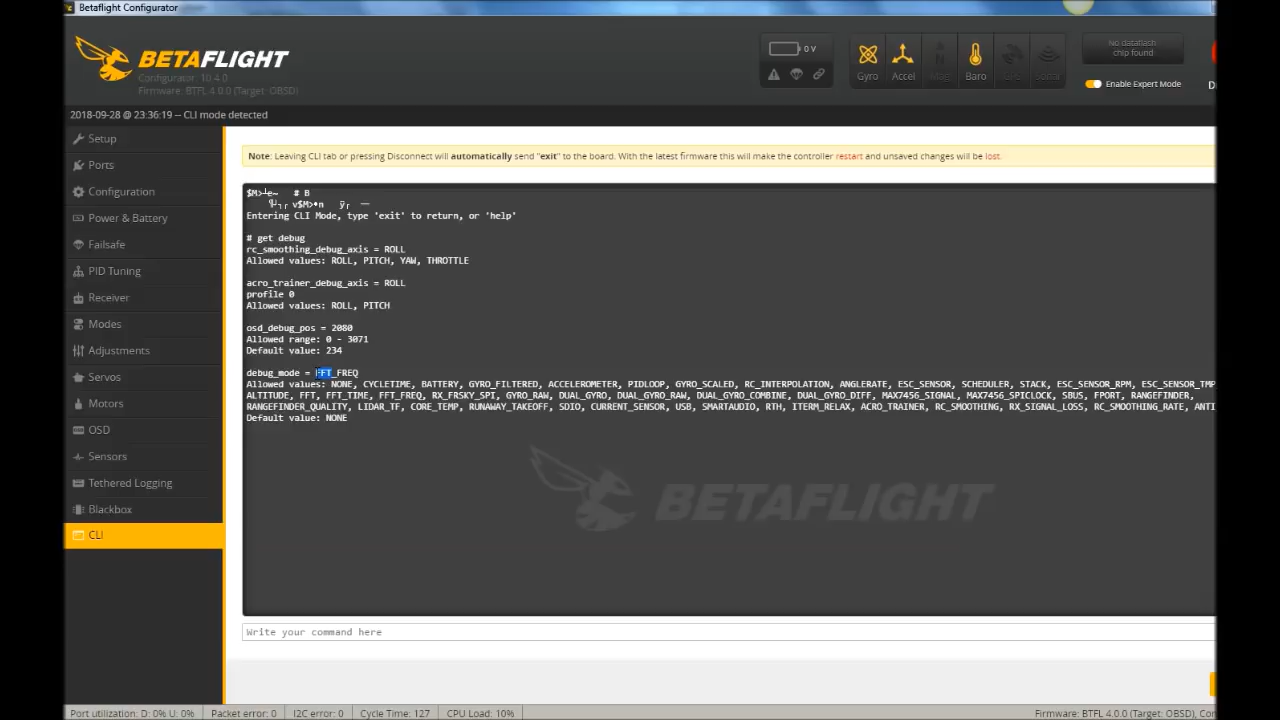 Betaflight Configurator
BETAFLIGHT
Configurator: 10.4.0
Firmware: BTFL 4.0.0 (Target: OBSD)
0 V
Gyro
Accel
Mag
Baro
GPS
Sonar
No dataflash
chip found
Enable Expert Mode
2018-09-28 @ 23:36:19 -- CLI mode detected
Setup
Ports
Configuration
Power & Battery
Failsafe
PID Tuning
Receiver
Modes
Adjustments
Servos
Motors
OSD
Sensors
Tethered Logging
Blackbox
CLI
Note: Leaving CLI tab or pressing Disconnect will automatically send "exit" to the board. With the latest firmware this will make the controller restart and unsaved changes will be lost.
# B
Entering CLI Mode, type 'exit' to return, or 'help'
# get debug
rc_smoothing_debug_axis = ROLL
Allowed values: ROLL, PITCH, YAW, THROTTLE
acro_trainer_debug_axis = ROLL
profile 0
Allowed values: ROLL, PITCH
osd_debug_pos = 2080
Allowed range: 0 - 3071
Default value: 234
debug_mode = FFT_FREQ
Allowed values: NONE, CYCLETIME, BATTERY, GYRO_FILTERED, ACCELEROMETER, PIDLOOP, GYRO_SCALED, RC_INTERPOLATION, ANGLERATE, ESC_SENSOR, SCHEDULER, STACK, ESC_SENSOR_RPM, ESC_SENSOR_TMP
ALTITUDE, FFT, FFT_TIME, FFT_FREQ, RX_FRSKY_SPI, GYRO_RAW, DUAL_GYRO, DUAL_GYRO_RAW, DUAL_GYRO_COMBINE, DUAL_GYRO_DIFF, MAX7456_SIGNAL, MAX7456_SPICLOCK, SBUS, FPORT, RANGEFINDER,
RANGEFINDER_QUALITY, LIDAR_TF, CORE_TEMP, RUNAWAY_TAKEOFF, SDIO, CURRENT_SENSOR, USB, SMARTAUDIO, RTH, ITERM_RELAX, ACRO_TRAINER, RC_SMOOTHING, RX_SIGNAL_LOSS, RC_SMOOTHING_RATE, ANTI
Default value: NONE
BETAFLIGHT
Write your command here
Port utilization: D: 0% U: 0%
Packet error: 0
I2C error: 0
Cycle Time: 127
CPU Load: 10%
Firmware: BTFL 4.0.0 (Target: OBSD), Con